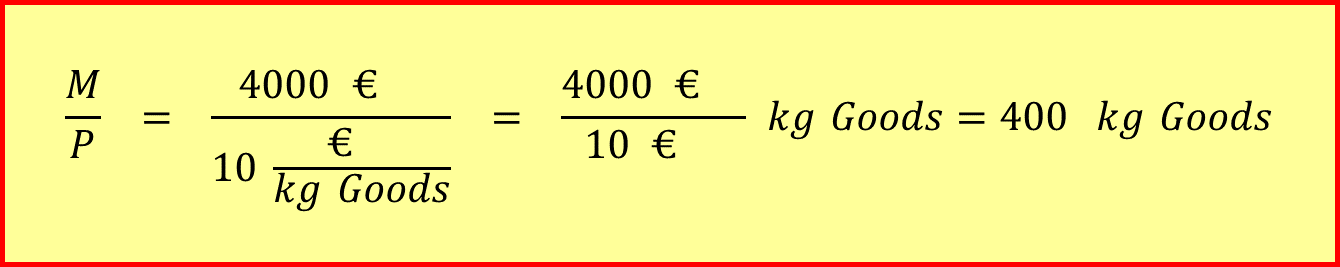 M/P = 4000 € / 10 €/kg Goods = 4000 € / 10 € kg Goods = 400 kg Goods